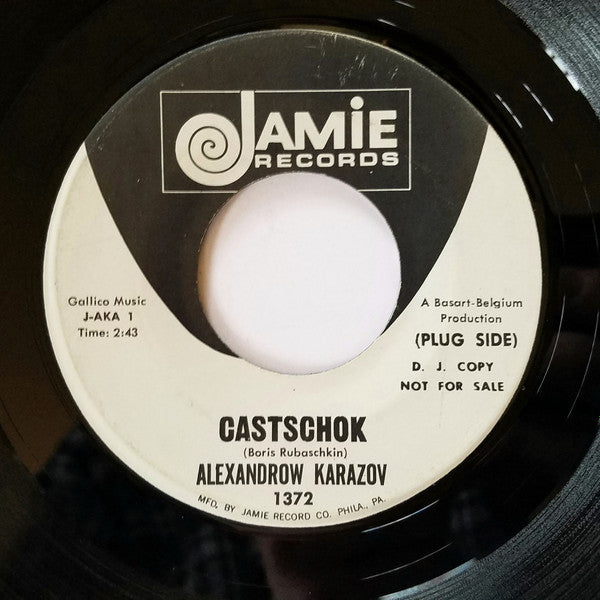 JAMIE
RECORDS
Gallico Music
J-AKA 1
Time: 2:43
A Basart-Belgium
Production
(PLUG SIDE)
D. J. COPY
NOT FOR SALE
CASTSCHOK
(Boris Rubaschkin)
ALEXANDROW KARAZOV
1372
MFD. BY JAMIE RECORD CO. PHILA., PA.